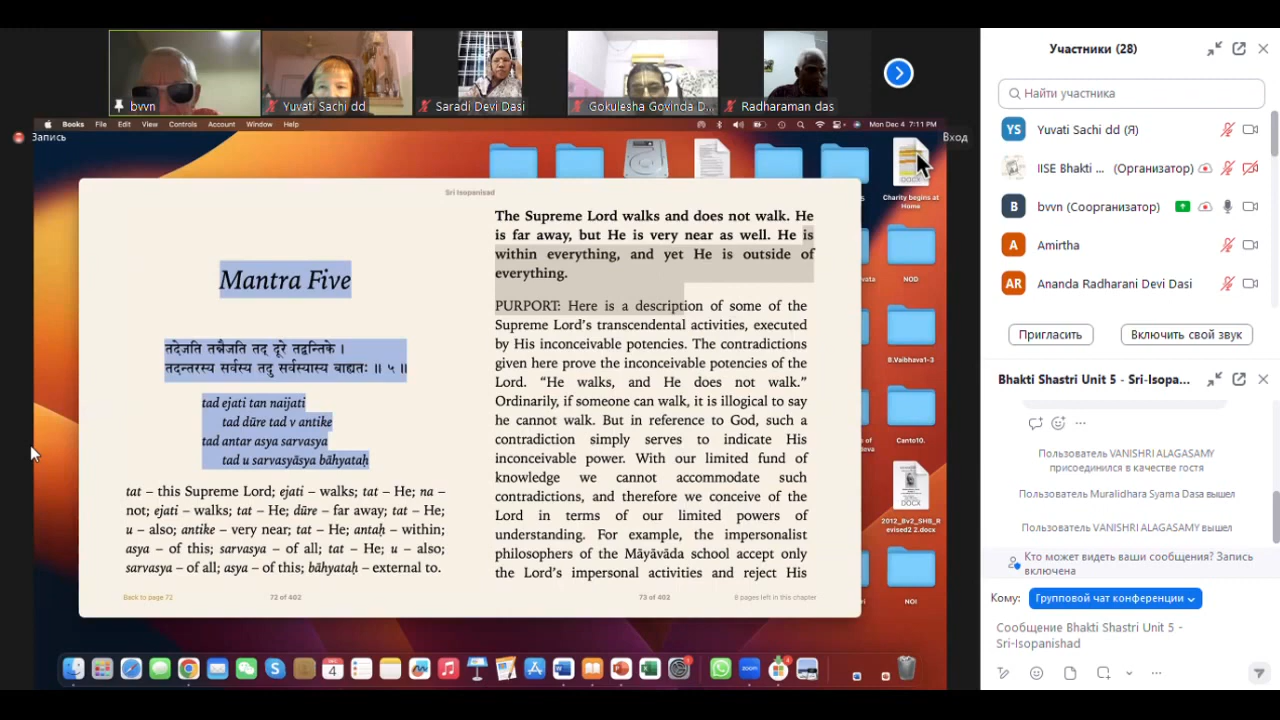 bvvn
Yuvati Sachi dd
Saradi Devi Dasi
Gokulesha Govinda D...
Radharaman das
Запись
Вход
Books File Edit View Controls Account Window Help
Mon Dec 4 7:11 PM
DOCX
Charity begins at
Home
NOD
B.Vaibhava1-3
Canto10.
DOCX
2012_Bv2_SHB_R
evised2 2.docx
NOI
Sri Isopanisad
Mantra Five
तदेजति तन्नैजति तद् दूरे तद्वन्तिके ।
तदन्तरस्य सर्वस्य तदु सर्वस्यास्य बाह्यतः ॥ ५ ॥
tad ejati tan naijati
tad dūre tad v antike
tad antar asya sarvasya
tad u sarvasyāsya bāhyataḥ
tat – this Supreme Lord; ejati – walks; tat – He; na –
not; ejati – walks; tat – He; dūre – far away; tat – He;
u – also; antike – very near; tat – He; antaḥ – within;
asya – of this; sarvasya – of all; tat – He; u – also;
sarvasya – of all; asya – of this; bāhyataḥ – external to.
Back to page 72
72 of 402
The Supreme Lord walks and does not walk. He
is far away, but He is very near as well. He is
within everything, and yet He is outside of
everything.
PURPORT: Here is a description of some of the
Supreme Lord’s transcendental activities, executed
by His inconceivable potencies. The contradictions
given here prove the inconceivable potencies of the
Lord. “He walks, and He does not walk.”
Ordinarily, if someone can walk, it is illogical to say
he cannot walk. But in reference to God, such a
contradiction simply serves to indicate His
inconceivable power. With our limited fund of
knowledge we cannot accommodate such
contradictions, and therefore we conceive of the
Lord in terms of our limited powers of
understanding. For example, the impersonalist
philosophers of the Māyāvāda school accept only
the Lord’s impersonal activities and reject His
73 of 402
8 pages left in this chapter
Участники (28)
Найти участника
YS Yuvati Sachi dd (Я)
IISE Bhakti ... (Организатор)
B bvvn (Соорганизатор)
A Amirtha
AR Ananda Radharani Devi Dasi
Пригласить
Включить свой звук
Bhakti Shastri Unit 5 - Sri-Isopa...
Пользователь VANISHRI ALAGASAMY
присоединился в качестве гостя
Пользователь Muralidhara Syama Dasa вышел
Пользователь VANISHRI ALAGASAMY вышел
Кто может видеть ваши сообщения? Запись
включена
Кому: Групповой чат конференции
Сообщение Bhakti Shastri Unit 5 -
Sri-Isopanishad